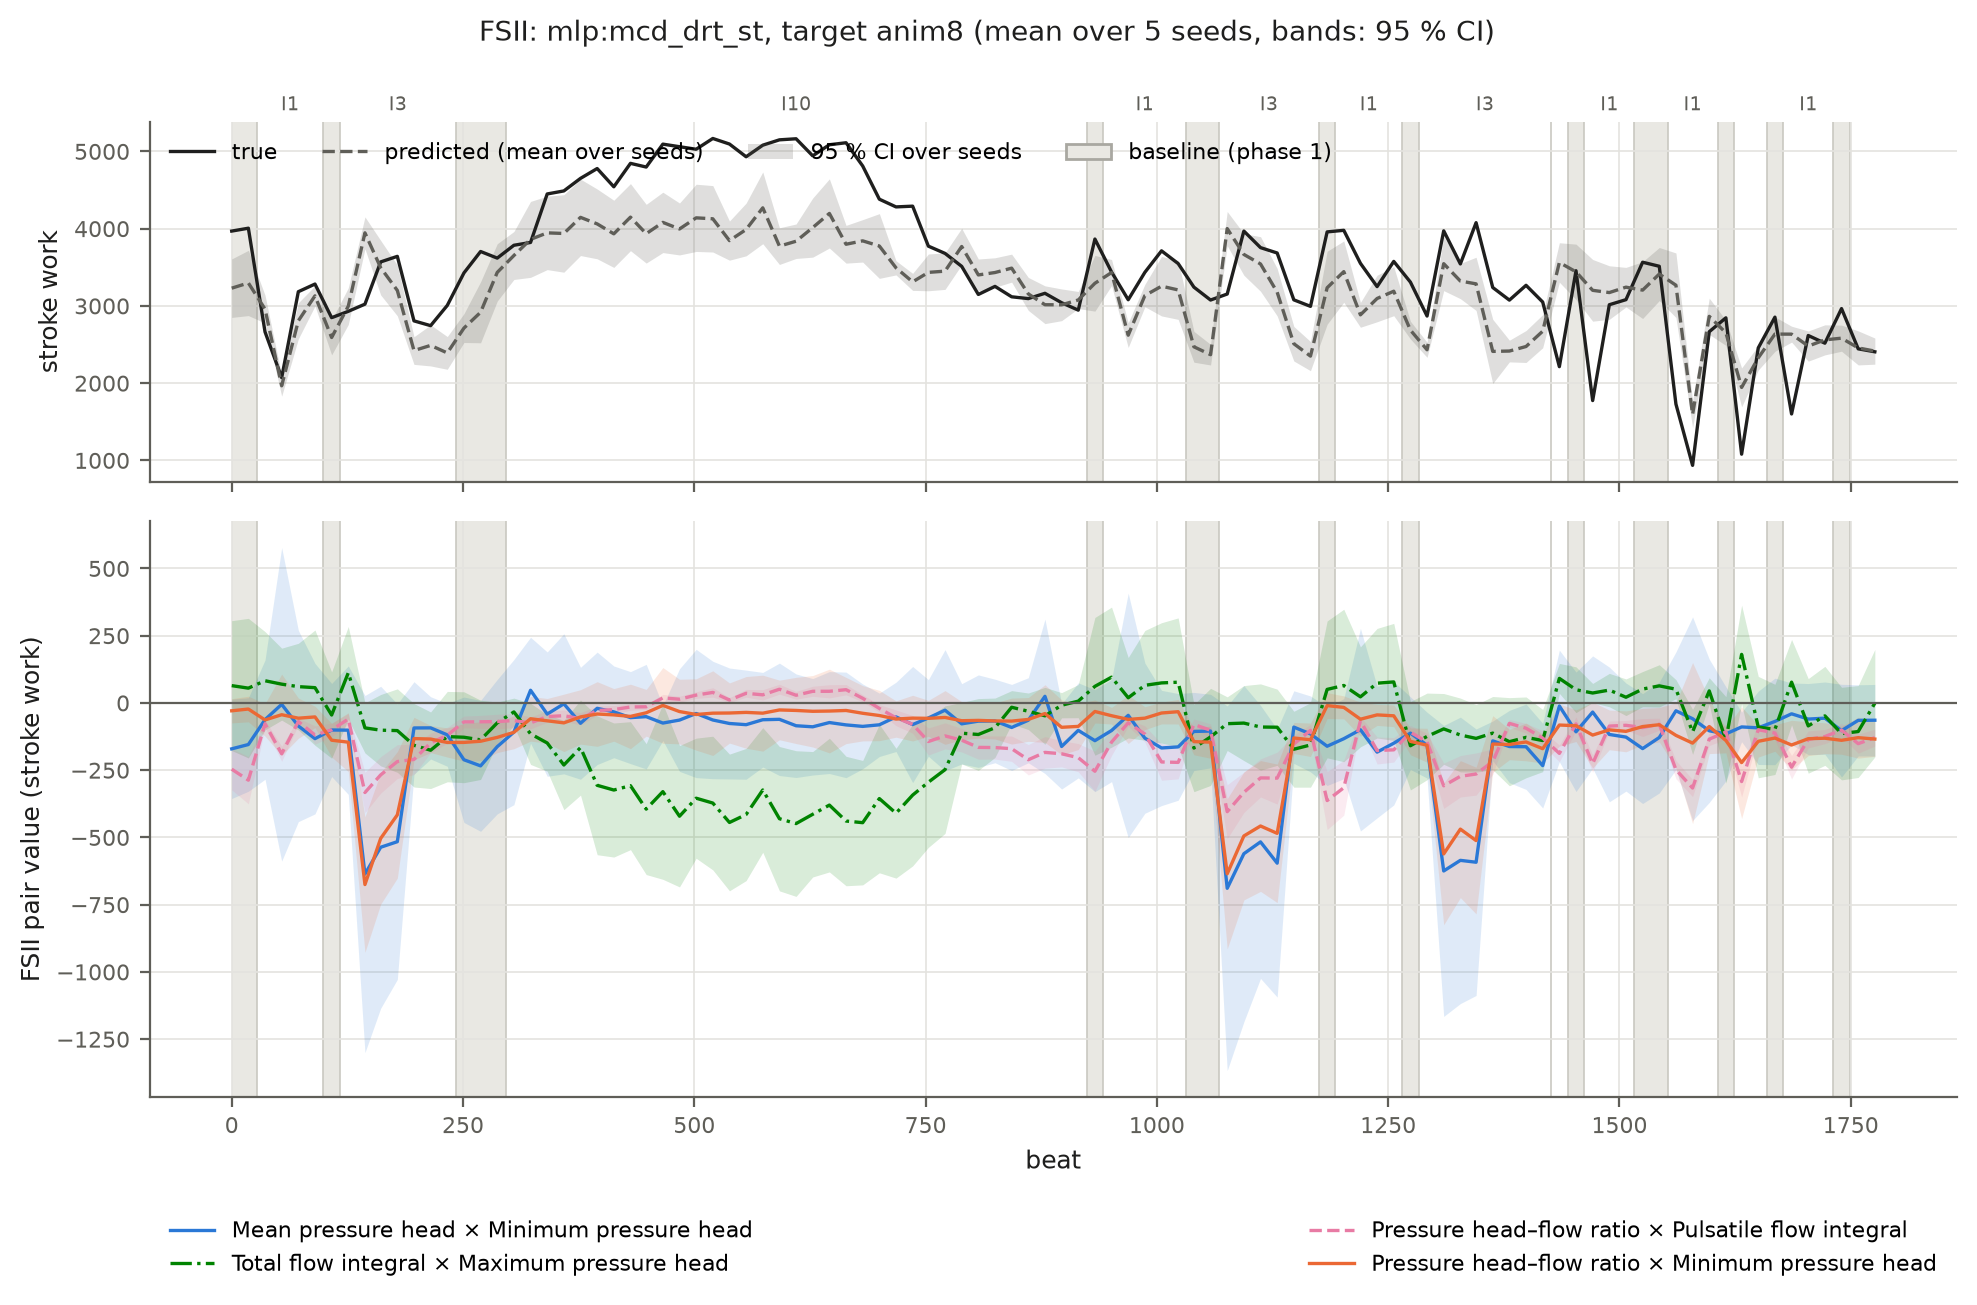 FSII: mlp:mcd_drt_st, target anim8 (mean over 5 seeds, bands: 95 % CI)
I1 I3 I10 I1 I3 I1 I3 I1 I1 I1
true predicted (mean over seeds) 95 % CI over seeds baseline (phase 1)
5000
4000
3000
2000
1000
stroke work
500
250
0
−250
−500
−750
−1000
−1250
FSII pair value (stroke work)
0 250 500 750 1000 1250 1500 1750
beat
Mean pressure head × Minimum pressure head
Total flow integral × Maximum pressure head
Pressure head–flow ratio × Pulsatile flow integral
Pressure head–flow ratio × Minimum pressure head